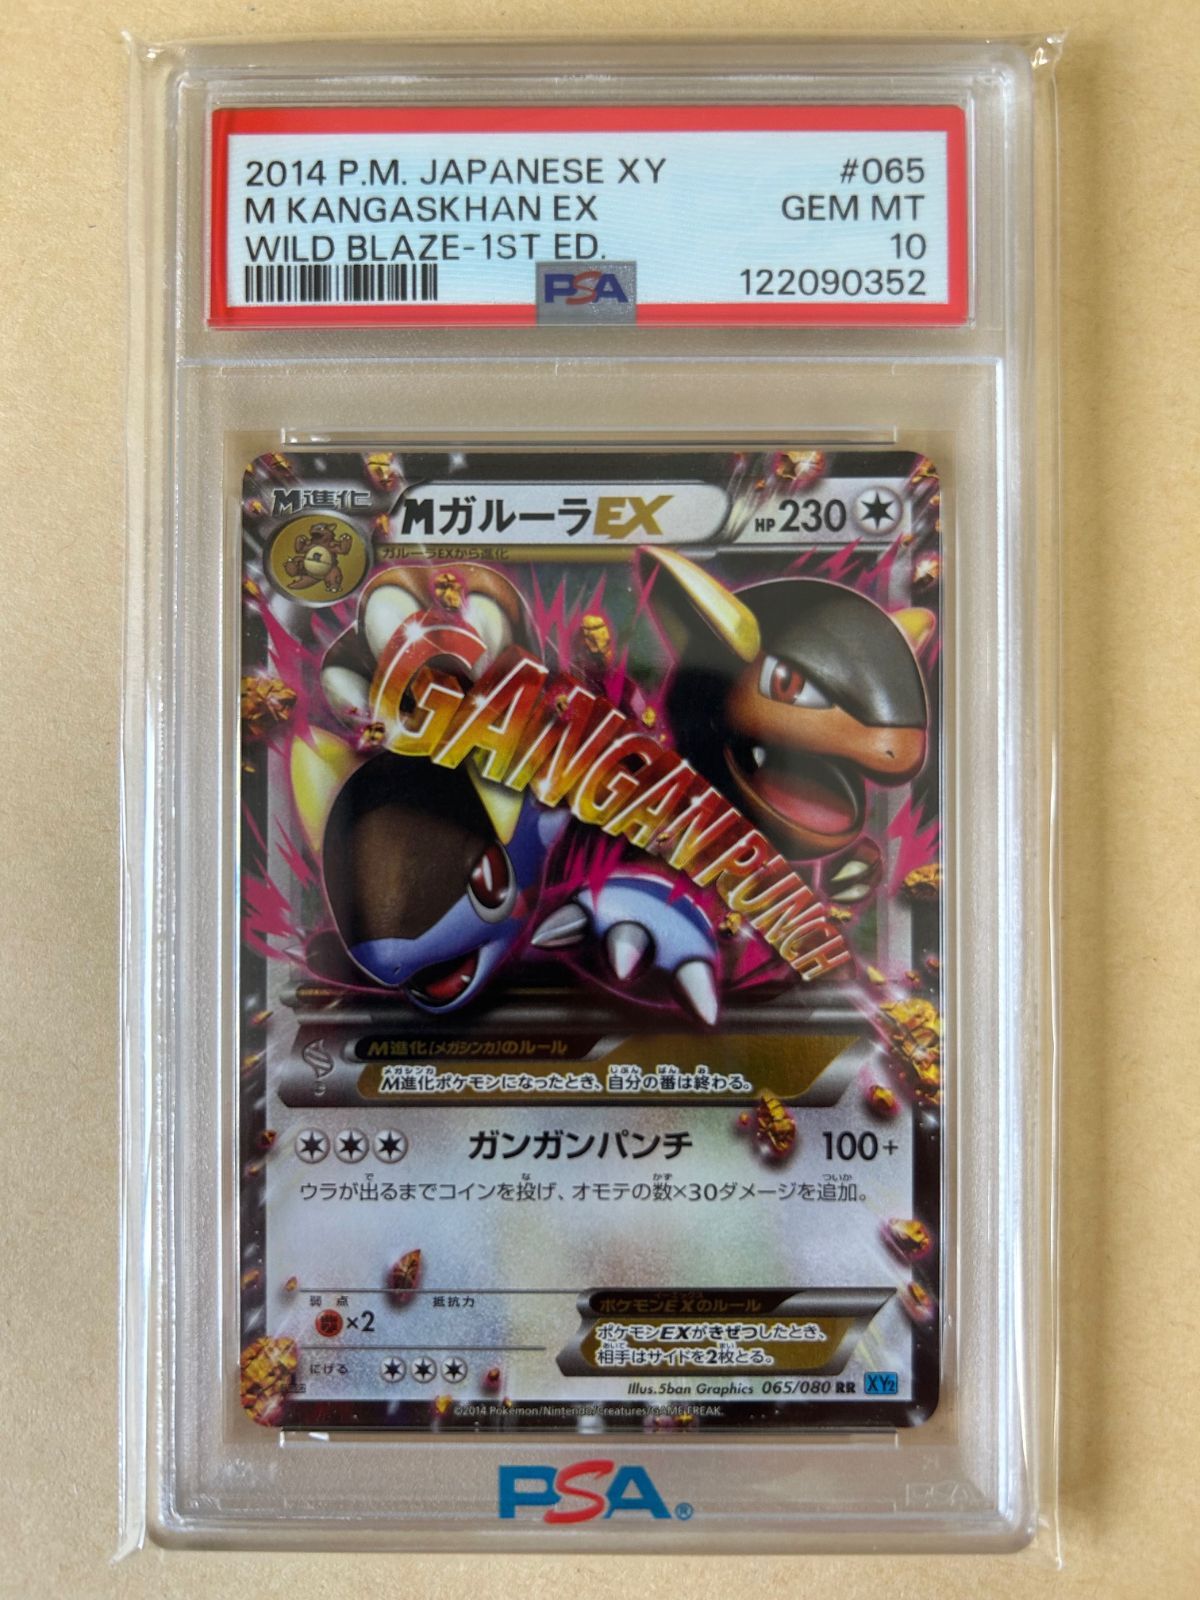 2014 P.M. JAPANESE XY #065
M KANGASKHAN EX GEM MT
WILD BLAZE-1ST ED. 10
PSA 122090352
M進化
MガルーラEX HP230
ガルーラEXから進化
GANGAN PUNCH
M進化[メガシンカ]のルール
M進化ポケモンになったとき、自分の番は終わる。
ガンガンパンチ 100+
ウラが出るまでコインを投げ、オモテの数×30ダメージを追加。
弱点 抵抗力
×2
ポケモンEXのルール
ポケモンEXがきぜつしたとき、
相手はサイドを2枚とる。
にげる
Illus.5ban Graphics 065/080 RR XY2
©2014 Pokémon/Nintendo/Creatures/GAME FREAK.
PSA®